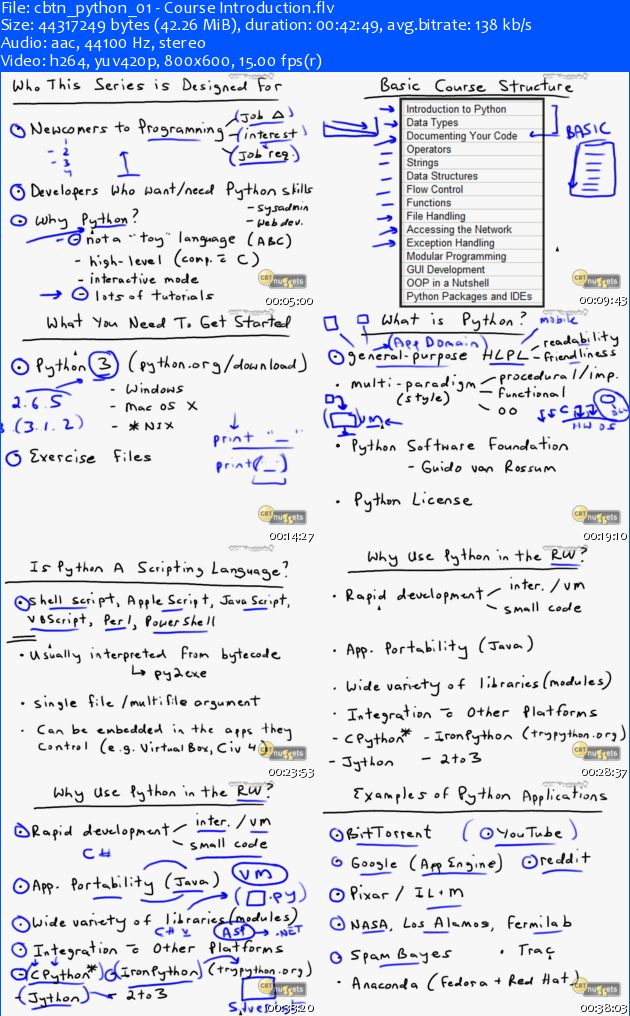 File: cbtn_python_01 - Course Introduction.flv
Size: 44317249 bytes (42.26 MiB), duration: 00:42:49, avg.bitrate: 138 kb/s
Audio: aac, 44100 Hz, stereo
Video: h264, yuv420p, 800x600, 15.00 fps(r)
Who This Series is Designed For
Newcomers to Programming
Job Δ
interest
Job req.
- 2
- 3
4
Developers who want/need Python skills
- sysadmin
- web dev.
Why Python?
- not a "toy" language (ABC)
- high-level (comp. C)
- interactive mode
lots of tutorials
CBT nuggets
00:05:00
Basic Course Structure
Introduction to Python
Data Types
Documenting Your Code
Operators
Strings
Data Structures
Flow Control
Functions
File Handling
Accessing the Network
Exception Handling
Modular Programming
GUI Development
OOP in a Nutshell
Python Packages and IDEs
BASIC
CBT nuggets
00:09:43
What You Need To Get Started
Python 3 (python.org/download)
2.6.5
(3.1.2)
- Windows
- Mac OS X
- *NIX
print "_"
print(_)
Exercise files
CBT nuggets
00:14:27
What is Python?
mobile
(App Domain)
general-purpose HLPL
readability
friendliness
• multi-paradigm
(style)
procedural/imp.
functional
OO
VM
HW OS
• Python Software Foundation
- Guido van Rossum
• Python License
CBT nuggets
00:19:10
Is Python A Scripting Language?
shell script, AppleScript, JavaScript,
VBScript, Perl, PowerShell
• Usually interpreted from bytecode
py2exe
• single file/multifile argument
• Can be embedded in the apps they
control (e.g. VirtualBox, Civ 4)
CBT nuggets
00:23:53
Why Use Python in the RW?
• Rapid development
inter. / vm
small code
• App. Portability (Java)
• Wide variety of libraries (modules)
• Integration Other Platforms
- CPython* - IronPython (trypython.org)
- Jython - 2to3
CBT nuggets
00:28:37
Why Use Python in the RW?
Rapid development
inter. / vm
small code
C#
App. Portability (Java)
VM
.py
Wide variety of libraries (modules)
C# V ASP .NET
Integration Other Platforms
- CPython* IronPython (trypython.org)
- Jython - 2to3
CBT nuggets
00:33:20
Examples of Python Applications
BitTorrent (YouTube)
Google (App Engine) reddit
Pixar / ILM
NASA, Los Alamos, Fermilab
SpamBayes • Trac
• Anaconda (Fedora + Red Hat)
CBT nuggets
00:38:03